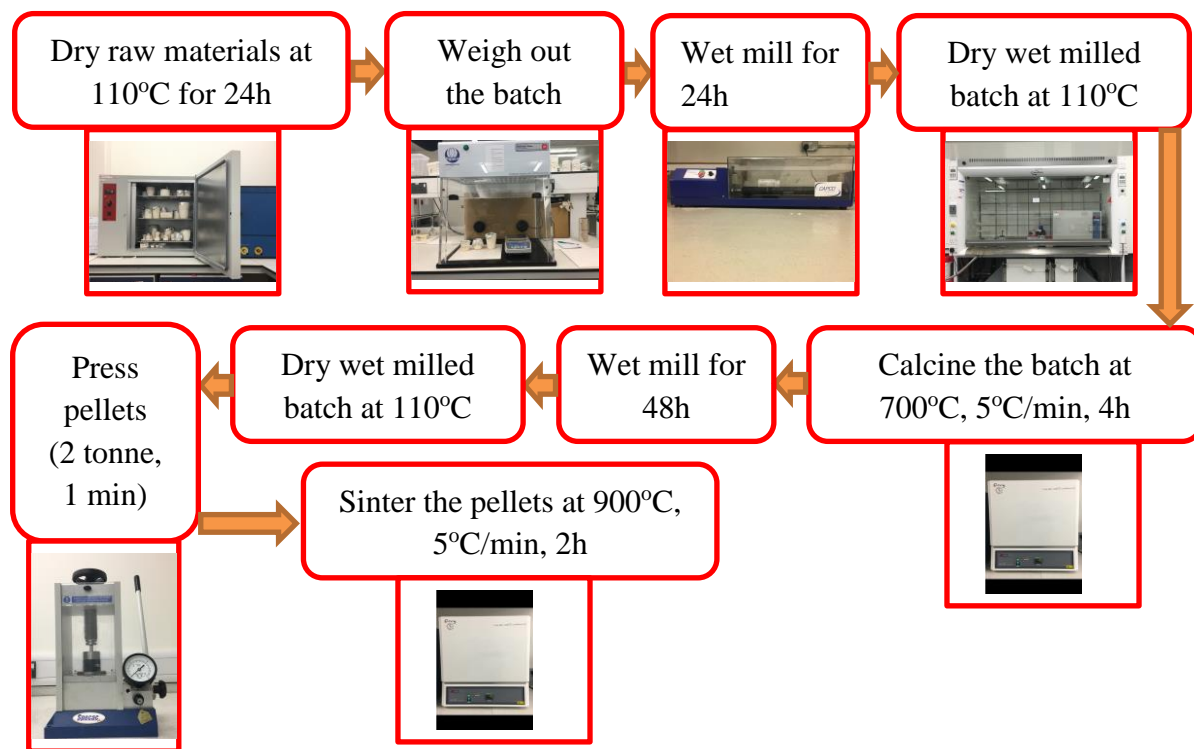 Dry raw materials at
110°C for 24h
Weigh out
the batch
Wet mill for
24h
Dry wet milled
batch at 110°C
Calcine the batch at
700°C, 5°C/min, 4h
Wet mill for
48h
Dry wet milled
batch at 110°C
Press
pellets
(2 tonne,
1 min)
Sinter the pellets at 900°C,
5°C/min, 2h
Specac